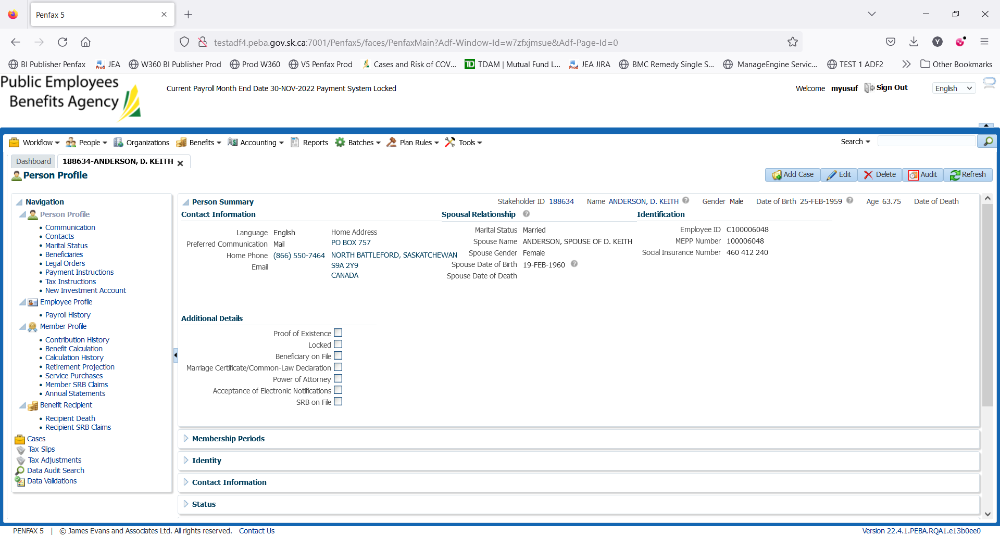 Penfax 5
testadf4.peba.gov.sk.ca:7001/Penfax5/faces/PenfaxMain?Adf-Window-Id=w7zfxjmsue&Adf-Page-Id=0
Y
BI Publisher Penfax JEA W360 BI Publisher Prod Prod W360 V5 Penfax Prod Cases and Risk of COV... TD TDAM | Mutual Fund L... JEA JIRA BMC Remedy Single S... ManageEngine Servic... TEST 1 ADF2 Other Bookmarks
Public Employees
Benefits Agency
Current Payroll Month End Date 30-NOV-2022 Payment System Locked
Welcome myusuf Sign Out English
Workflow People Organizations Benefits Accounting Reports Batches Plan Rules Tools Search
Dashboard 188634-ANDERSON, D. KEITH
Person Profile
Add Case Edit Delete Audit Refresh
Navigation
Person Profile
Communication
Contacts
Marital Status
Beneficiaries
Legal Orders
Payment Instructions
Tax Instructions
New Investment Account
Employee Profile
Payroll History
Member Profile
Contribution History
Benefit Calculation
Calculation History
Retirement Projection
Service Purchases
Member SRB Claims
Annual Statements
Benefit Recipient
Recipient Death
Recipient SRB Claims
Cases
Tax Slips
Tax Adjustments
Data Audit Search
Data Validations
Person Summary Stakeholder ID 188634 Name ANDERSON, D. KEITH Gender Male Date of Birth 25-FEB-1959 Age 63.75 Date of Death
Contact Information
Language English
Preferred Communication Mail
Home Phone (866) 550-7464
Email
Home Address
PO BOX 757
NORTH BATTLEFORD, SASKATCHEWAN
S9A 2Y9
CANADA
Spousal Relationship
Marital Status Married
Spouse Name ANDERSON, SPOUSE OF D. KEITH
Spouse Gender Female
Spouse Date of Birth 19-FEB-1960
Spouse Date of Death
Identification
Employee ID C100006048
MEPP Number 100006048
Social Insurance Number 460 412 240
Additional Details
Proof of Existence
Locked
Beneficiary on File
Marriage Certificate/Common-Law Declaration
Power of Attorney
Acceptance of Electronic Notifications
SRB on File
Membership Periods
Identity
Contact Information
Status
PENFAX 5 | © James Evans and Associates Ltd. All rights reserved. Contact Us
Version 22.4.1.PEBA.RQA1.e13b0ee0